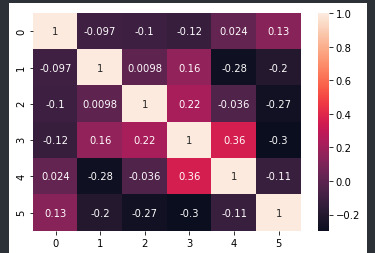 0 1 -0.097 -0.1 -0.12 0.024 0.13
1 -0.097 1 0.0098 0.16 -0.28 -0.2
2 -0.1 0.0098 1 0.22 -0.036 -0.27
3 -0.12 0.16 0.22 1 0.36 -0.3
4 0.024 -0.28 -0.036 0.36 1 -0.11
5 0.13 -0.2 -0.27 -0.3 -0.11 1
0 1 2 3 4 5
1.0
0.8
0.6
0.4
0.2
0.0
-0.2